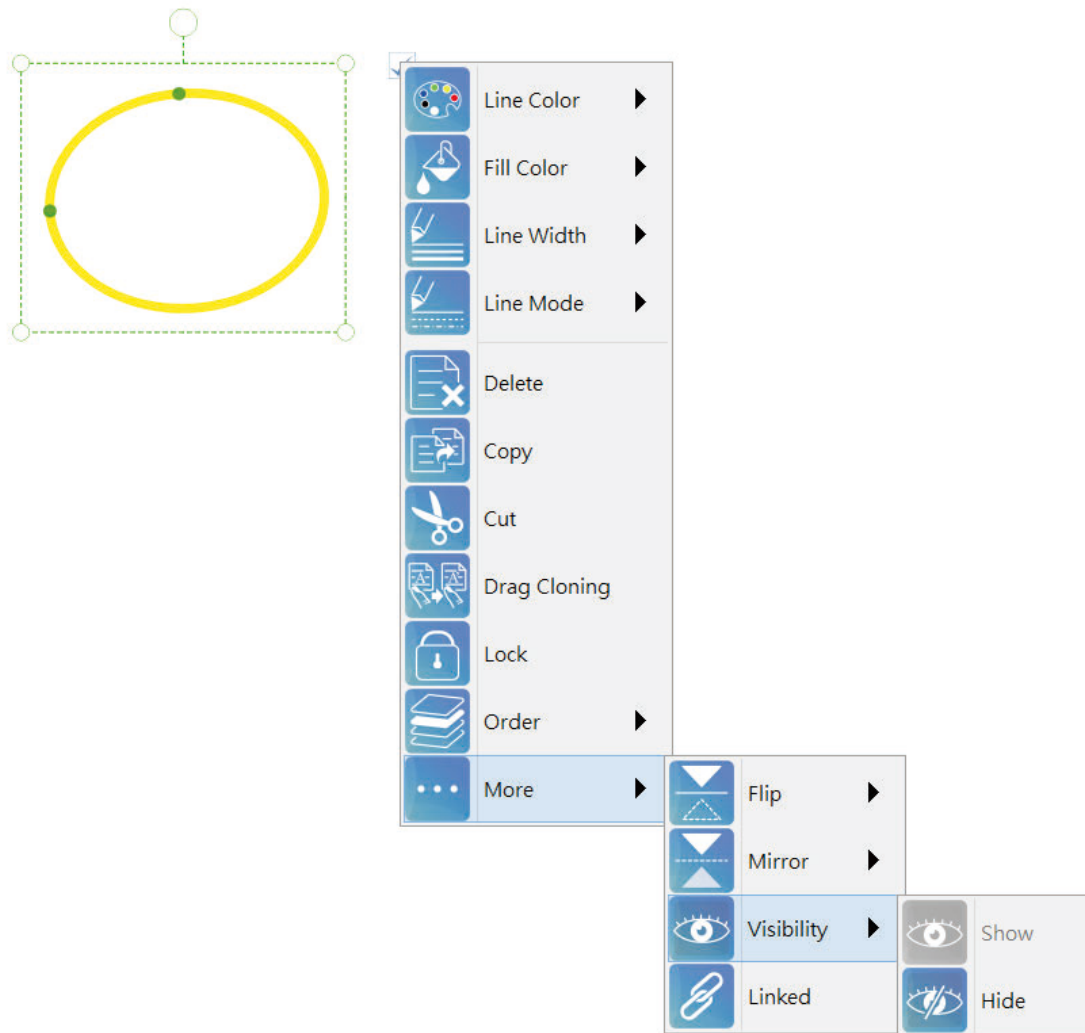 Line Color
Fill Color
Line Width
Line Mode
Delete
Copy
Cut
Drag Cloning
Lock
Order
More
Flip
Mirror
Visibility
Linked
Show
Hide